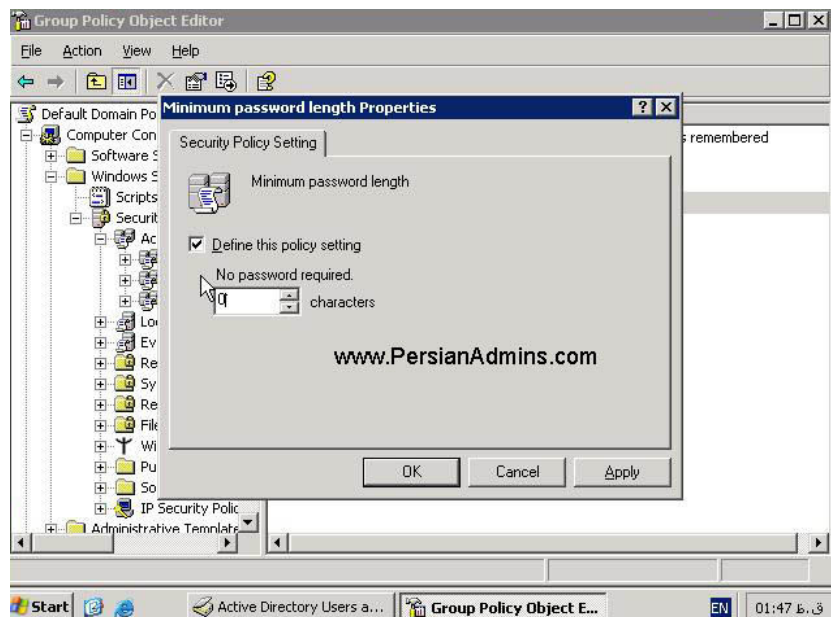 Group Policy Object Editor
File Action View Help
Default Domain Po
Computer Con
Software S
Windows S
Scripts
Securit
Ac
Lo
Ev
Re
Sy
Re
File
Wi
Pu
So
IP Security Polic
Administrative Template
s remembered
Minimum password length Properties
Security Policy Setting
Minimum password length
Define this policy setting
No password required.
0 characters
www.PersianAdmins.com
OK Cancel Apply
Start Active Directory Users a... Group Policy Object E... EN 01:47 ق.ظ